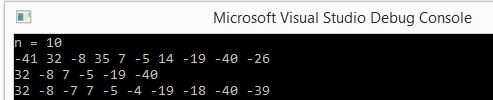 Microsoft Visual Studio Debug Console
n = 10
-41 32 -8 35 7 -5 14 -19 -40 -26
32 -8 7 -5 -19 -40
32 -8 -7 7 -5 -4 -19 -18 -40 -39